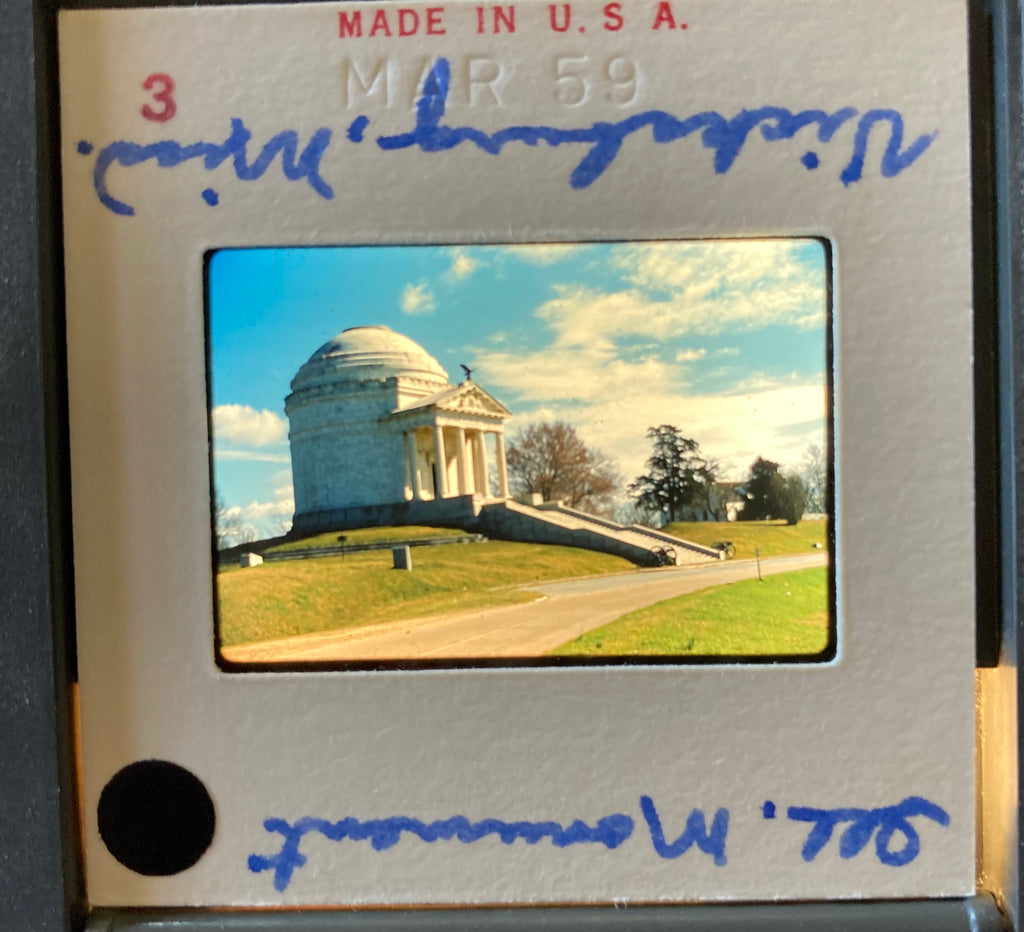 MADE IN U. S A.
MAR 59
3
Vicksburg, Miss.
Ill. Monument